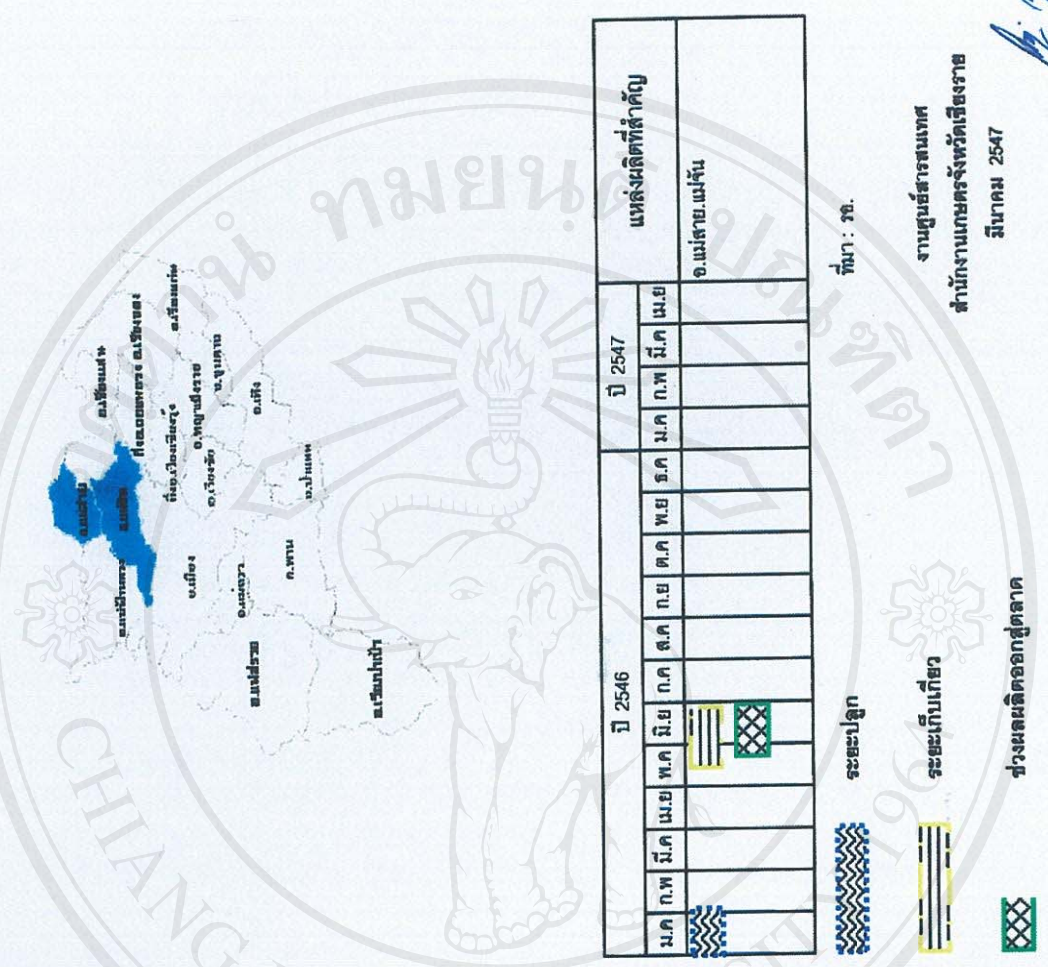 อ.แม่สาย
อ.เชียงแสน
อ.แม่ฟ้าหลวง
อ.แม่จัน
กิ่งอ.ดอยหลวง อ.เชียงของ
กิ่งอ.เวียงเชียงรุ้ง
อ.เวียงแก่น
อ.เมือง
อ.เวียงชัย
อ.พญาเม็งราย
อ.ขุนตาล
อ.แม่ลาว
อ.เทิง
อ.แม่สรวย
อ.พาน
อ.ป่าแดด
อ.เวียงป่าเป้า
ปี 2546 ปี 2547 แหล่งผลิตที่สำคัญ
ม.ค ก.พ มี.ค เม.ย พ.ค มิ.ย ก.ค ส.ค ก.ย ต.ค พ.ย ธ.ค ม.ค ก.พ มี.ค เม.ย
อ.แม่สาย.แม่จัน
ระยะปลูก
ที่มา : รข.
ระยะเก็บเกี่ยว
ช่วงผลผลิตออกสู่ตลาด
งานศูนย์สารสนเทศ
สำนักงานเกษตรจังหวัดเชียงราย
มีนาคม 2547
CHIANG
1964